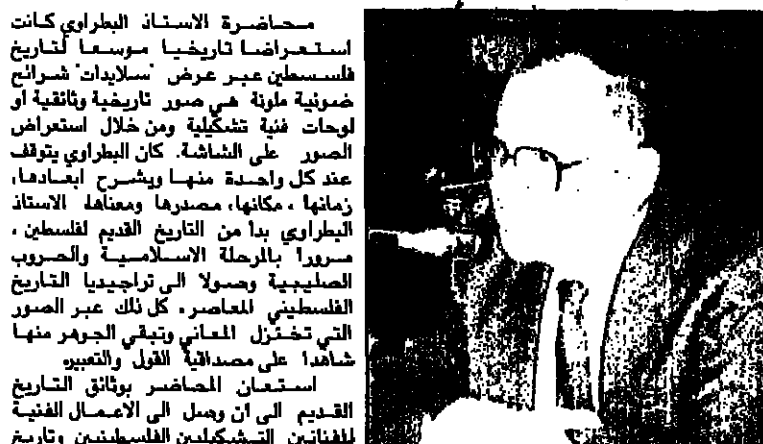 محاضرة الاستاذ البطراوي كانت
استعراضا تاريخيا موسعا لتاريخ
فلسطين عبر عرض "سلايدات" شرائح
ضوئية ملونة هي صور تاريخية وثائقية او
لوحات فنية تشكيلية ومن خلال استعراض
الصور على الشاشة. كان البطراوي يتوقف
عند كل واحدة منها ويشرح ابعادها،
زمانها، مكانها، مصدرها ومعناها. الاستاذ
البطراوي بدأ من التاريخ القديم لفلسطين،
مرورا بالمرحلة الاسلامية والحروب
الصليبية وصولا الى تراجيديا التاريخ
الفلسطيني المعاصر. كل ذلك عبر الصور
التي تختزل المعاني وتبقي الجوهر منها
شاهدا على مصداقية القول والتعبير.
استعان المحاضر بوثائق التاريخ
القديم الى ان وصل الى الاعمال الفنية
للفنانين التشكيليين الفلسطينيين وتاريخ